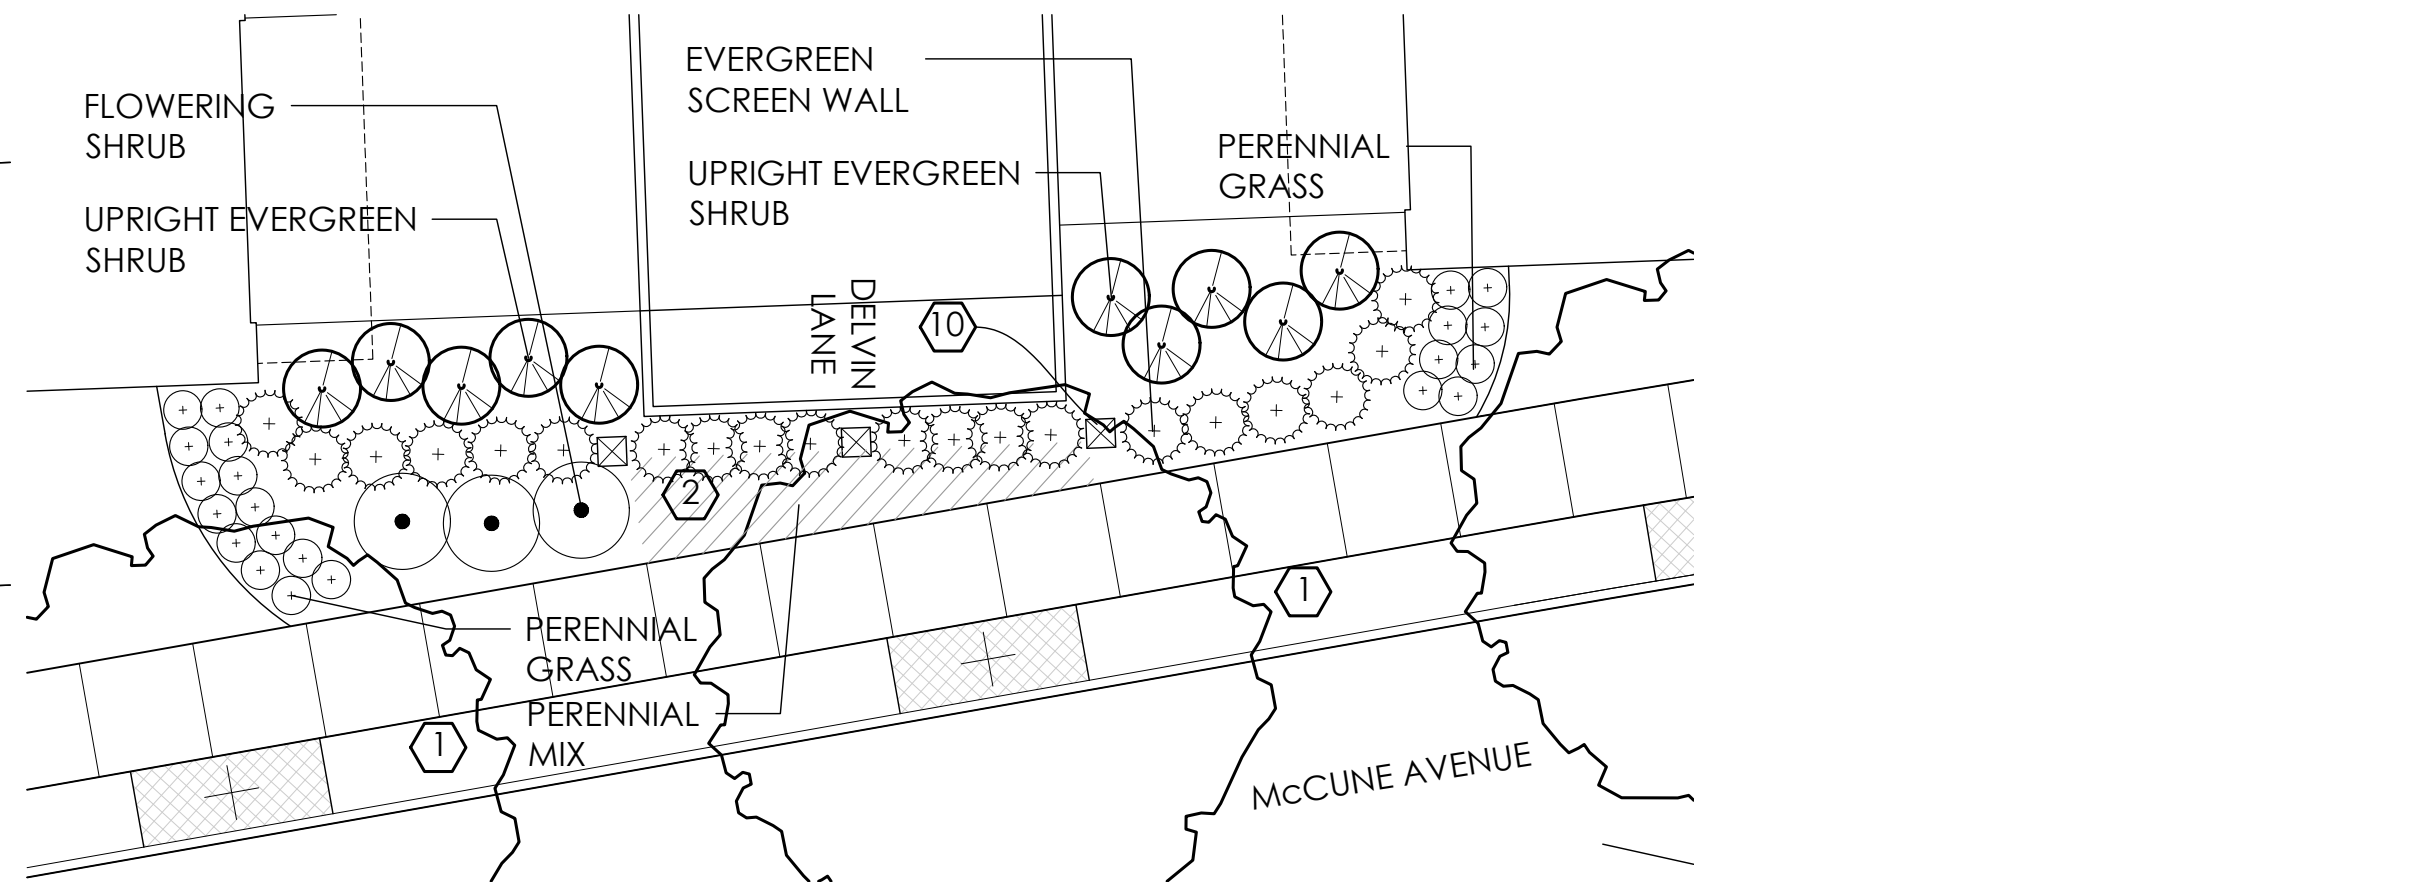 FLOWERING
SHRUB
UPRIGHT EVERGREEN
SHRUB
EVERGREEN
SCREEN WALL
UPRIGHT EVERGREEN
SHRUB
PERENNIAL
GRASS
DELVIN
LANE
10
2
1
PERENNIAL
GRASS
PERENNIAL
MIX
1
McCUNE AVENUE